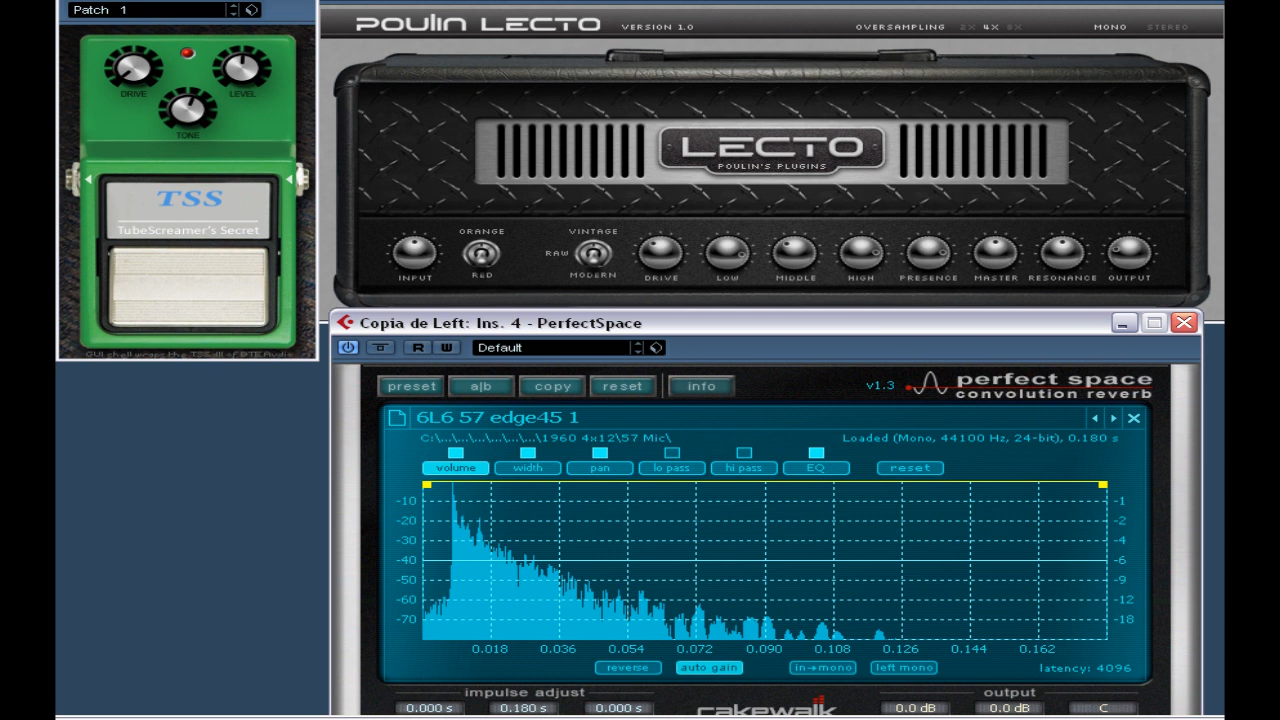 Patch 1
DRIVE
LEVEL
TONE
TSS
TubeScreamer's Secret
GUI shell wraps the TSS
POULIN LECTO VERSION 1.0 OVERSAMPLING 2X 4X 8X MONO STEREO
LECTO
POULIN'S PLUGINS
ORANGE VINTAGE
RAW
INPUT RED MODERN DRIVE LOW MIDDLE HIGH PRESENCE MASTER RESONANCE OUTPUT
Copia de Left: Ins. 4 - PerfectSpace
R W Default
preset a|b copy reset info v1.3 perfect space
convolution reverb
6L6 57 edge45 1
C:\...\...\...\...\...\1960 4x12\57 Mic\ Loaded (Mono, 44100 Hz, 24-bit), 0.180 s
volume width pan lo pass hi pass EQ reset
-10 -1
-20 -2
-30 -4
-40 -6
-50 -9
-60 -12
-70 -18
0.018 0.036 0.054 0.072 0.090 0.108 0.126 0.144 0.162
reverse auto gain in→mono left mono latency: 4096
impulse adjust output
0.000 s 0.180 s 0.000 s cakewalk 0.0 dB 0.0 dB C